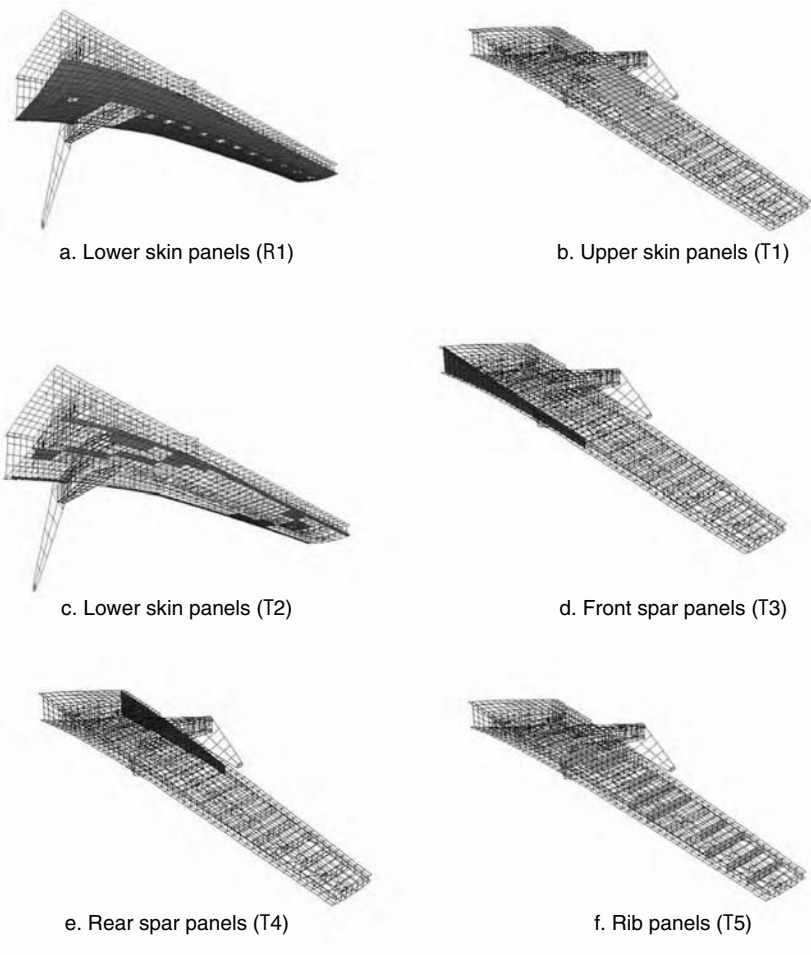 a. Lower skin panels (R1)
b. Upper skin panels (T1)
c. Lower skin panels (T2)
d. Front spar panels (T3)
e. Rear spar panels (T4)
f. Rib panels (T5)